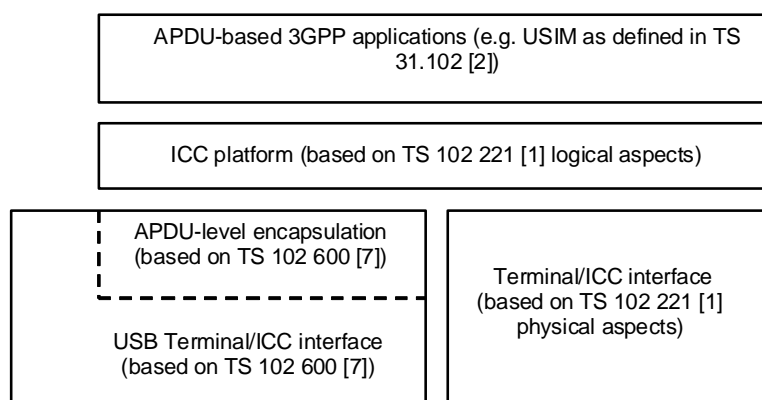 APDU-based 3GPP applications (e.g. USIM as defined in TS
31.102 [2])
ICC platform (based on TS 102 221 [1] logical aspects)
APDU-level encapsulation
(based on TS 102 600 [7])
USB Terminal/ICC interface
(based on TS 102 600 [7])
Terminal/ICC interface
(based on TS 102 221 [1]
physical aspects)